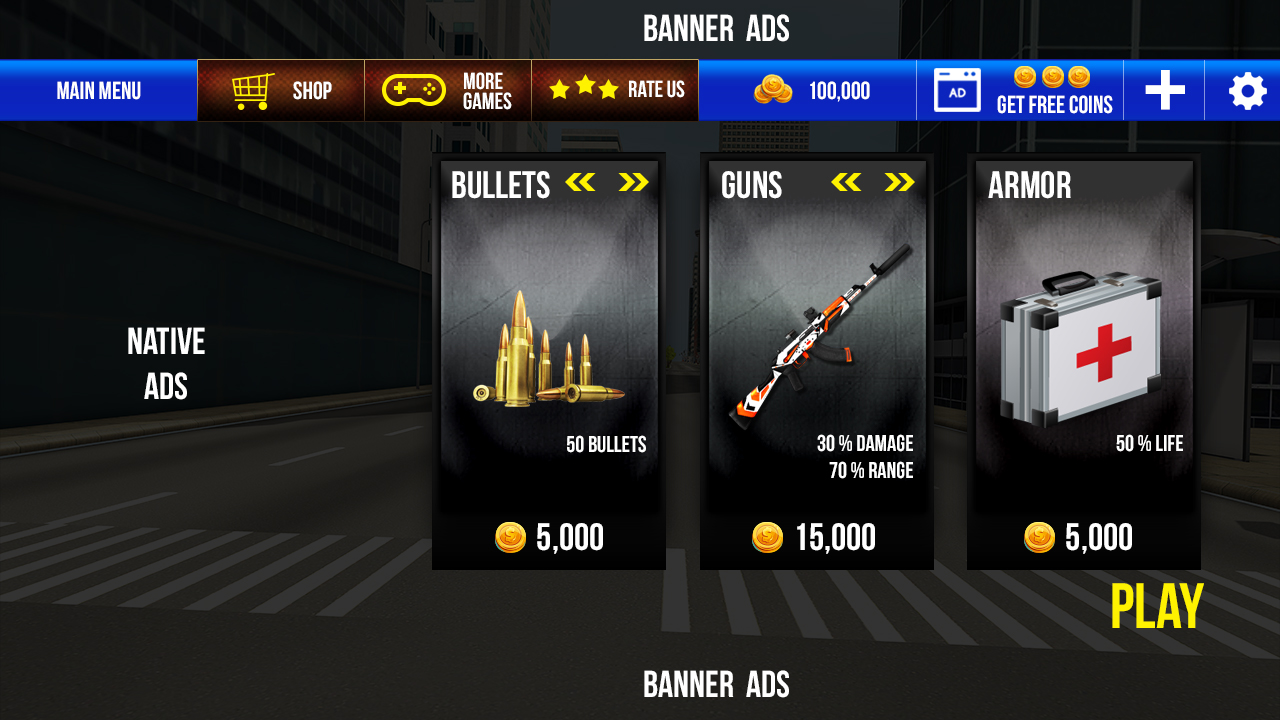 BANNER ADS
MAIN MENU
SHOP
MORE
GAMES
RATE US
100,000
AD
GET FREE COINS
BULLETS
GUNS
ARMOR
NATIVE
ADS
50 BULLETS
30 % DAMAGE
70 % RANGE
50 % LIFE
5,000
15,000
5,000
PLAY
BANNER ADS